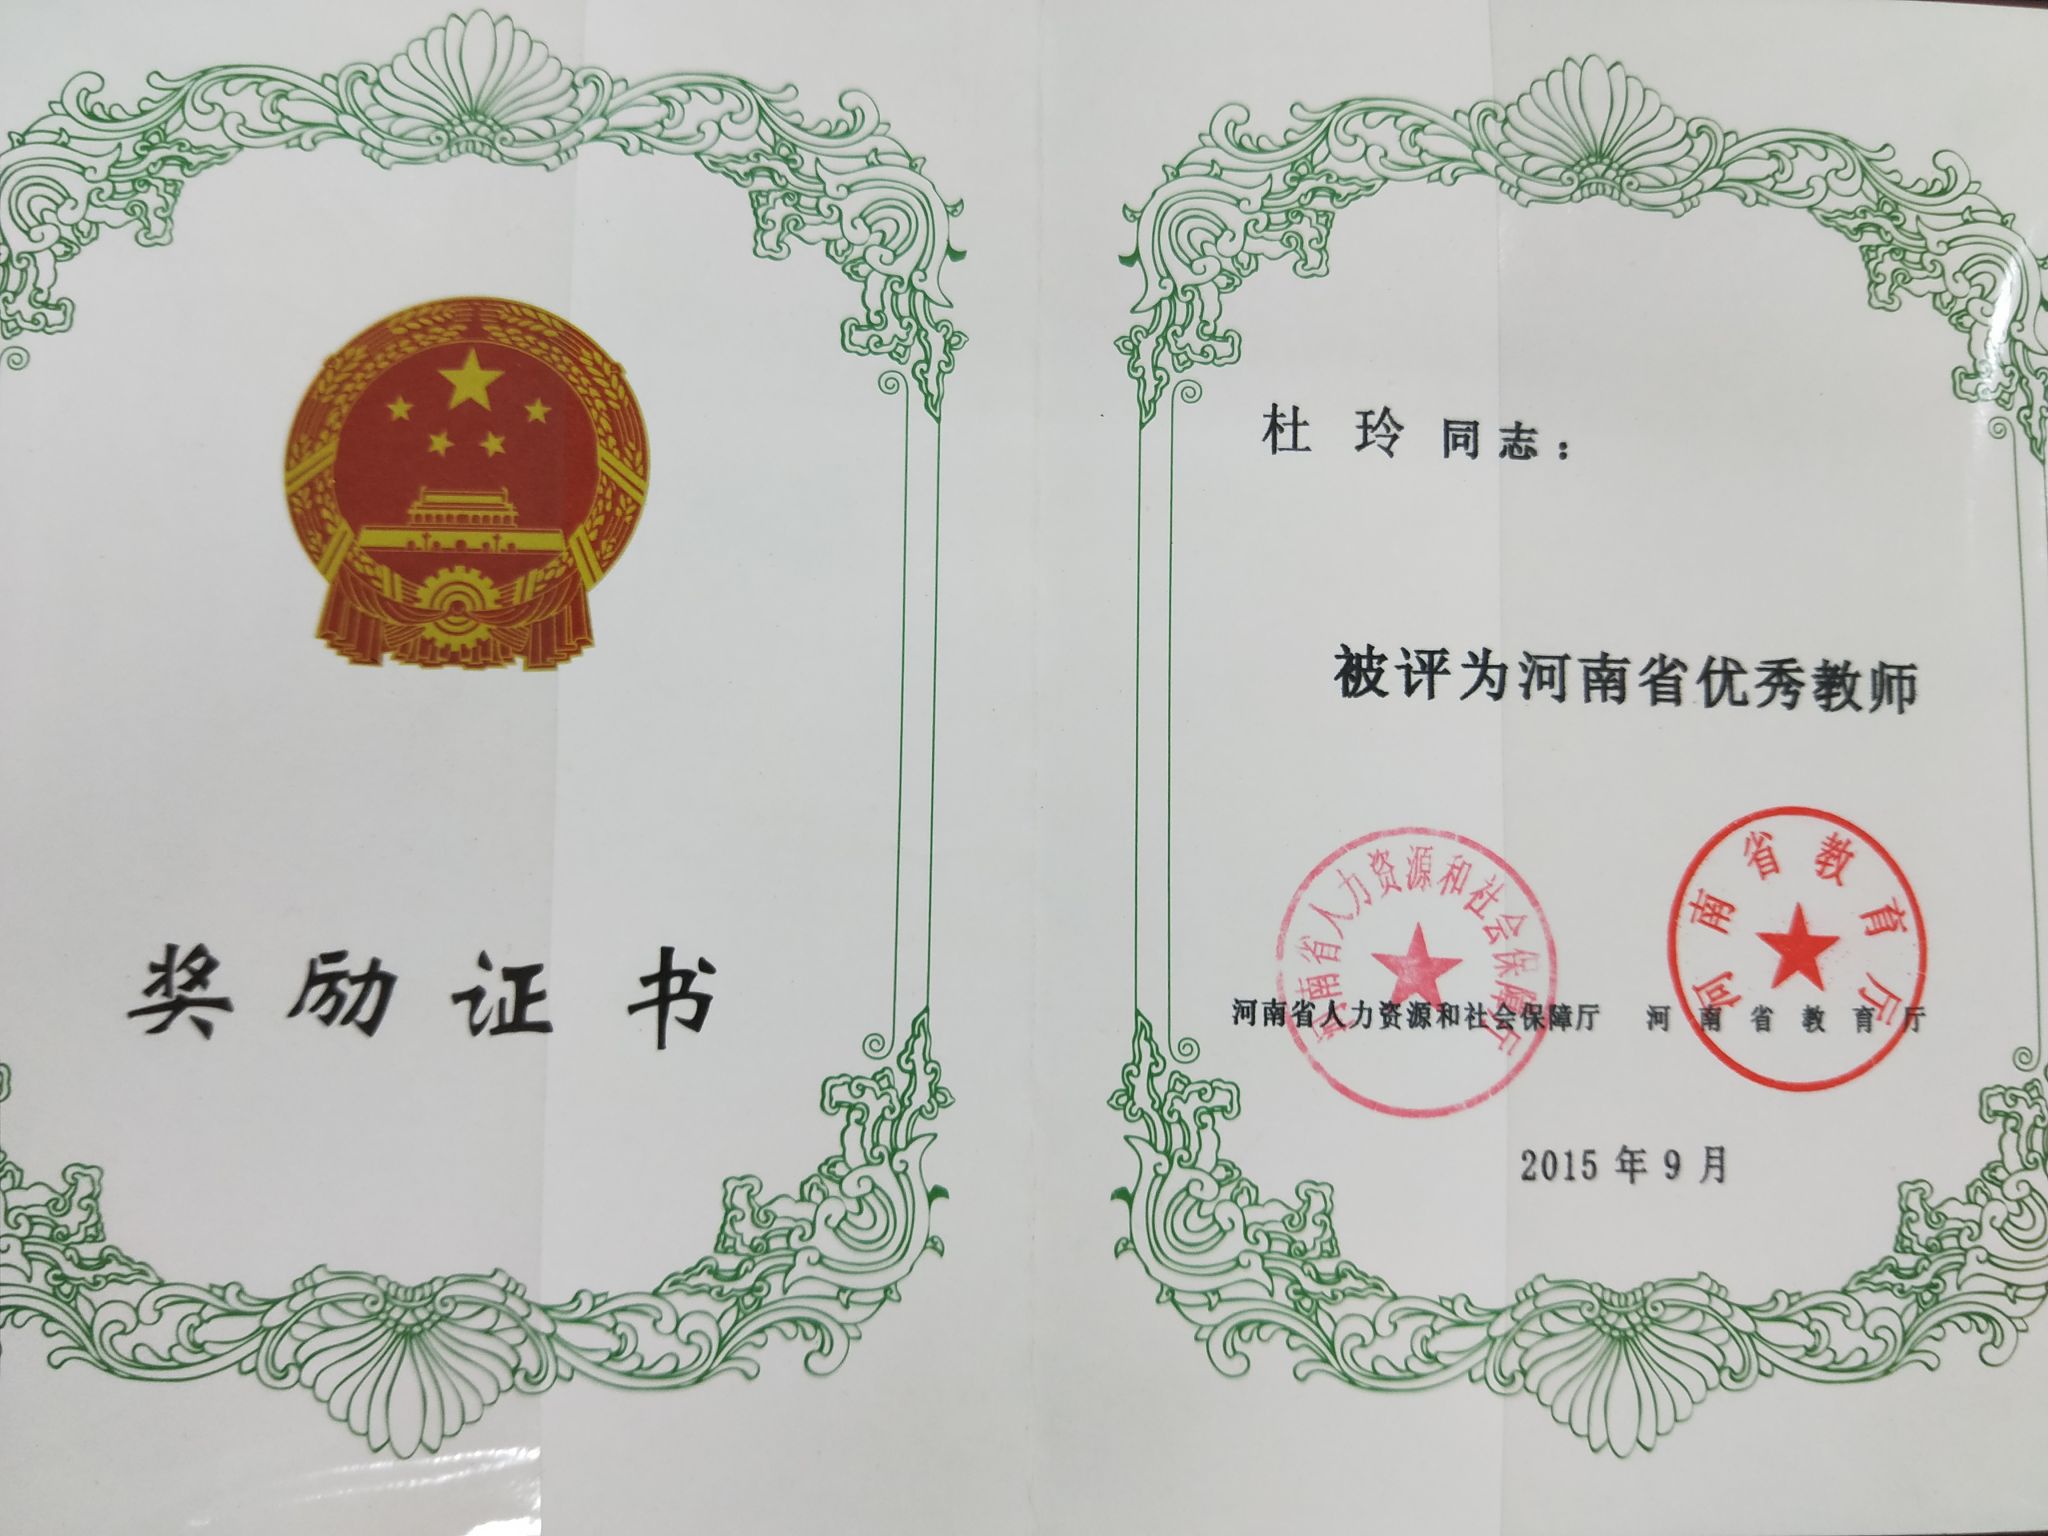 奖励证书
杜玲同志：
被评为河南省优秀教师
河南省人力资源和社会保障厅
河南省教育厅
河南省人力资源和社会保障厅 河南省教育厅
2015年9月